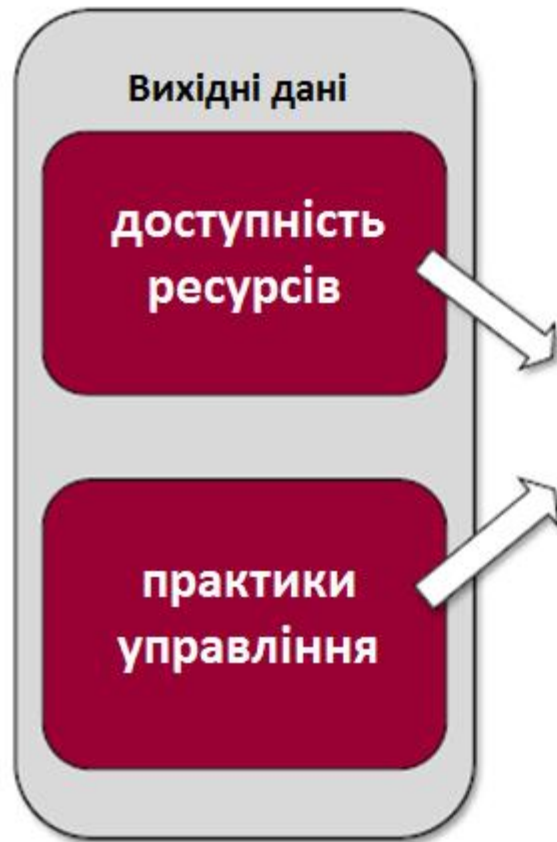 Вихідні дані
доступність
ресурсів
практики
управління